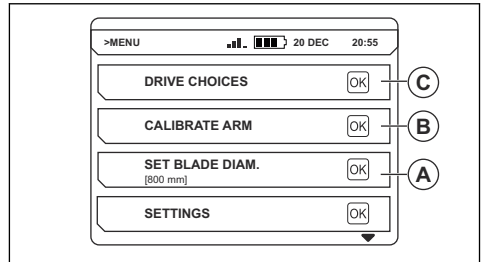 >MENU 20 DEC 20:55
DRIVE CHOICES OK C
CALIBRATE ARM OK B
SET BLADE DIAM. OK A
[800 mm]
SETTINGS OK